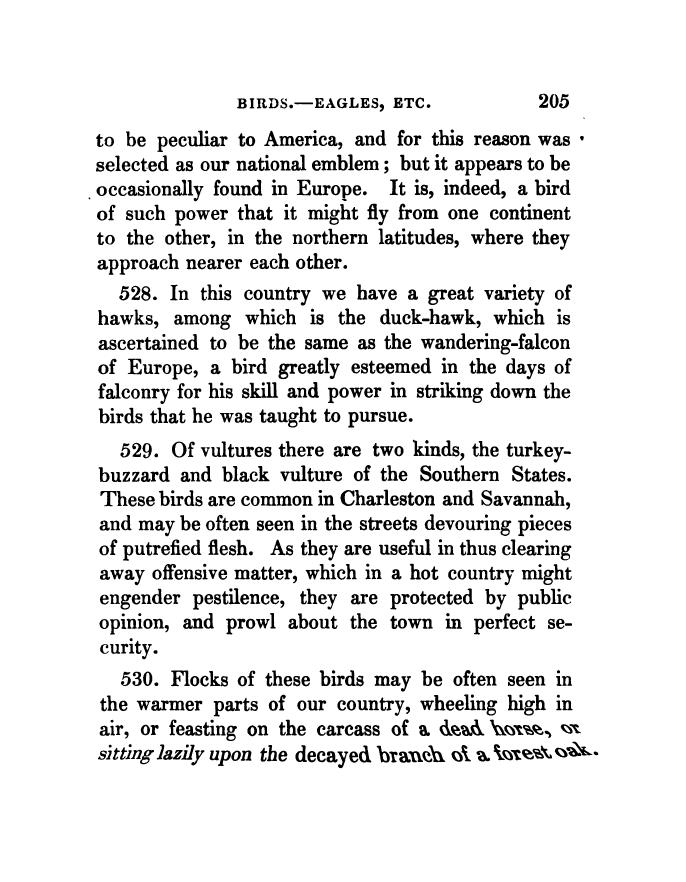 BIRDS.—EAGLES, ETC. 205
to be peculiar to America, and for this reason was
selected as our national emblem; but it appears to be
occasionally found in Europe. It is, indeed, a bird
of such power that it might fly from one continent
to the other, in the northern latitudes, where they
approach nearer each other.
528. In this country we have a great variety of
hawks, among which is the duck-hawk, which is
ascertained to be the same as the wandering-falcon
of Europe, a bird greatly esteemed in the days of
falconry for his skill and power in striking down the
birds that he was taught to pursue.
529. Of vultures there are two kinds, the turkey-
buzzard and black vulture of the Southern States.
These birds are common in Charleston and Savannah,
and may be often seen in the streets devouring pieces
of putrefied flesh. As they are useful in thus clearing
away offensive matter, which in a hot country might
engender pestilence, they are protected by public
opinion, and prowl about the town in perfect se-
curity.
530. Flocks of these birds may be often seen in
the warmer parts of our country, wheeling high in
air, or feasting on the carcass of a dead horse, or
sitting lazily upon the decayed branch of a forest oak.